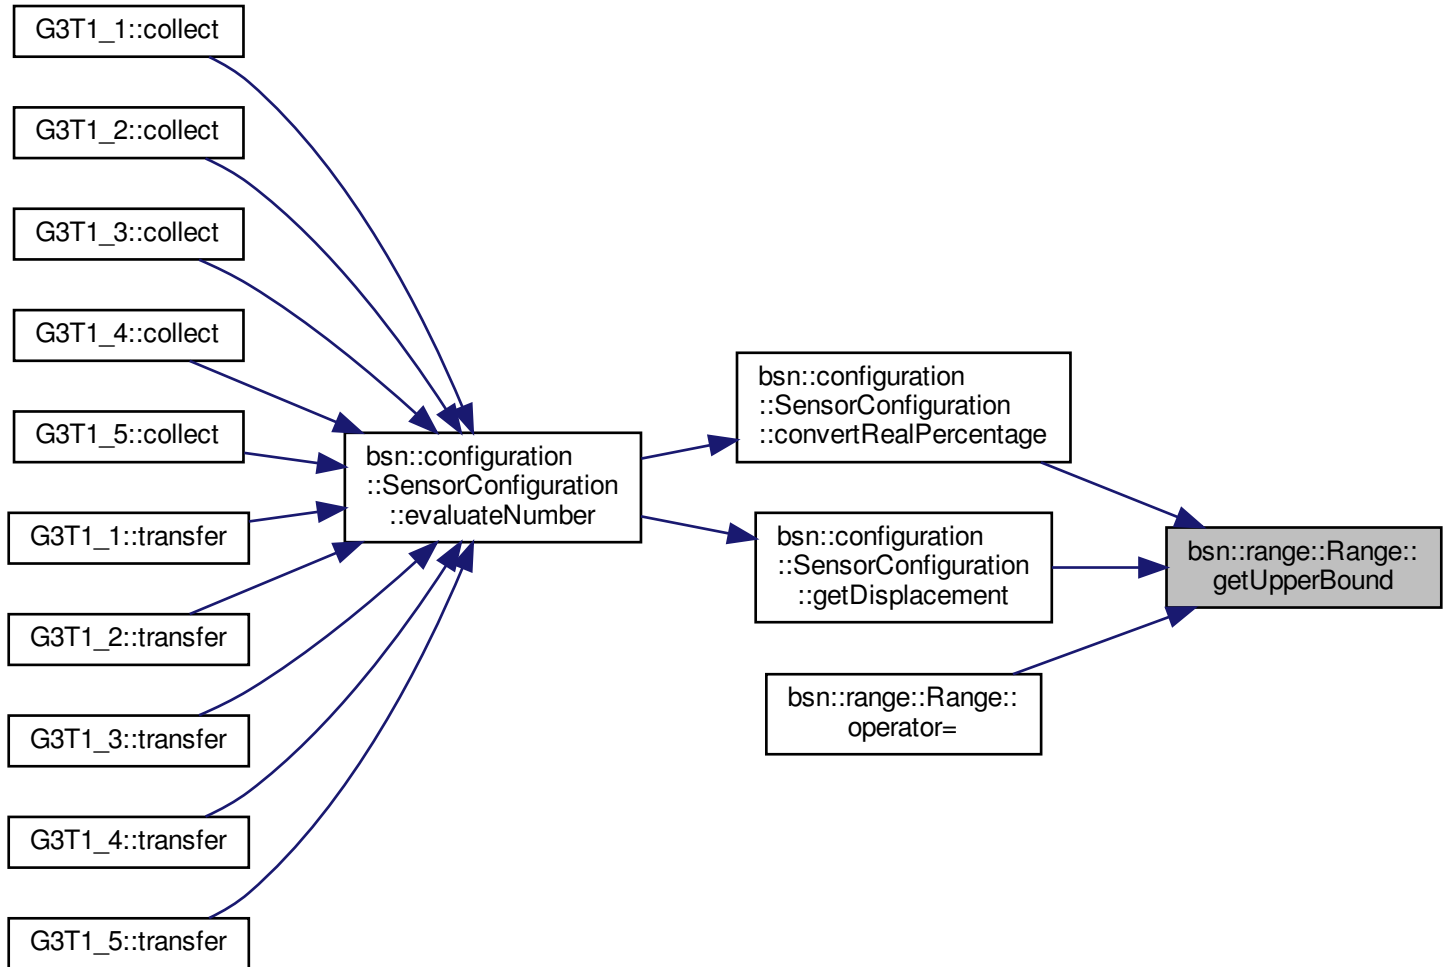 G3T1_1::collect
G3T1_2::collect
G3T1_3::collect
G3T1_4::collect
G3T1_5::collect
G3T1_1::transfer
G3T1_2::transfer
G3T1_3::transfer
G3T1_4::transfer
G3T1_5::transfer
bsn::configuration
::SensorConfiguration
::evaluateNumber
bsn::configuration
::SensorConfiguration
::convertRealPercentage
bsn::configuration
::SensorConfiguration
::getDisplacement
bsn::range::Range::
operator=
bsn::range::Range::
getUpperBound